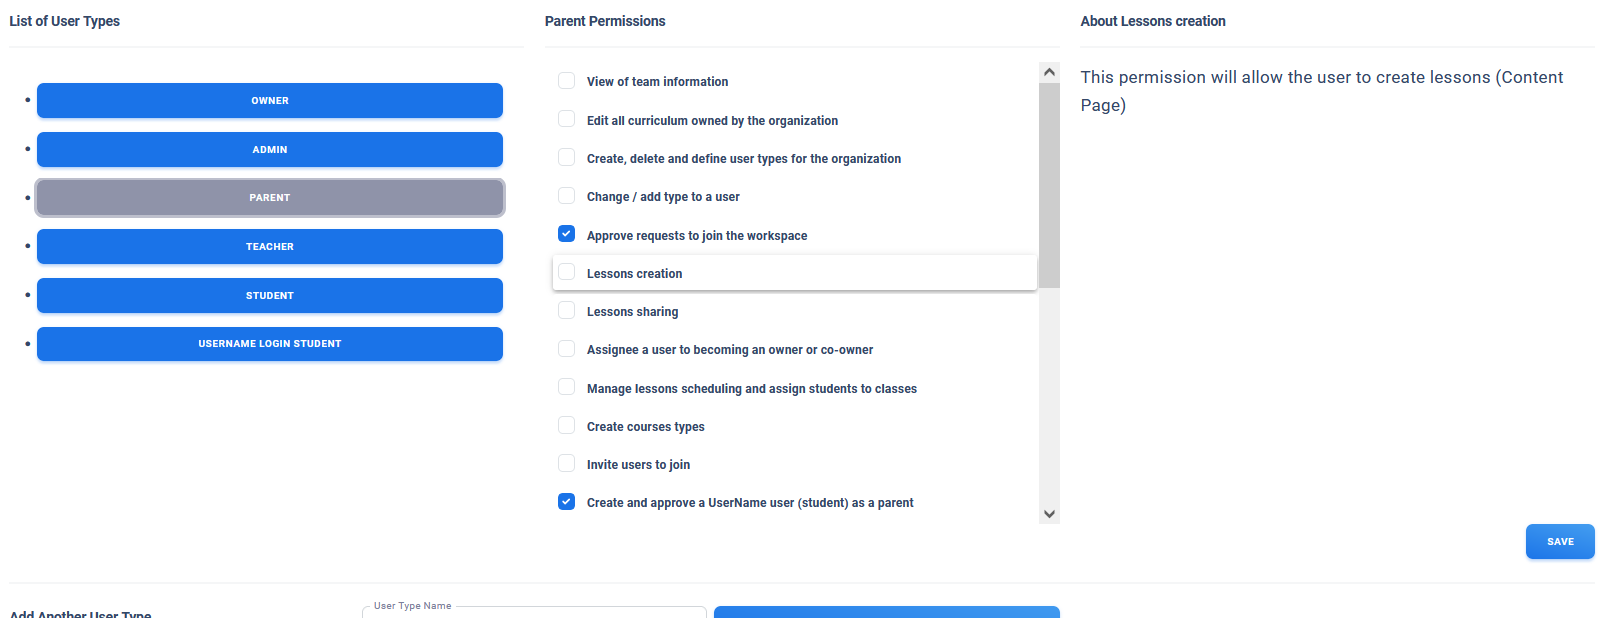 List of User Types
OWNER
ADMIN
PARENT
TEACHER
STUDENT
USERNAME LOGIN STUDENT
Parent Permissions
View of team information
Edit all curriculum owned by the organization
Create, delete and define user types for the organization
Change / add type to a user
Approve requests to join the workspace
Lessons creation
Lessons sharing
Assignee a user to becoming an owner or co-owner
Manage lessons scheduling and assign students to classes
Create courses types
Invite users to join
Create and approve a UserName user (student) as a parent
About Lessons creation
This permission will allow the user to create lessons (Content
Page)
SAVE
Add Another User Type
User Type Name